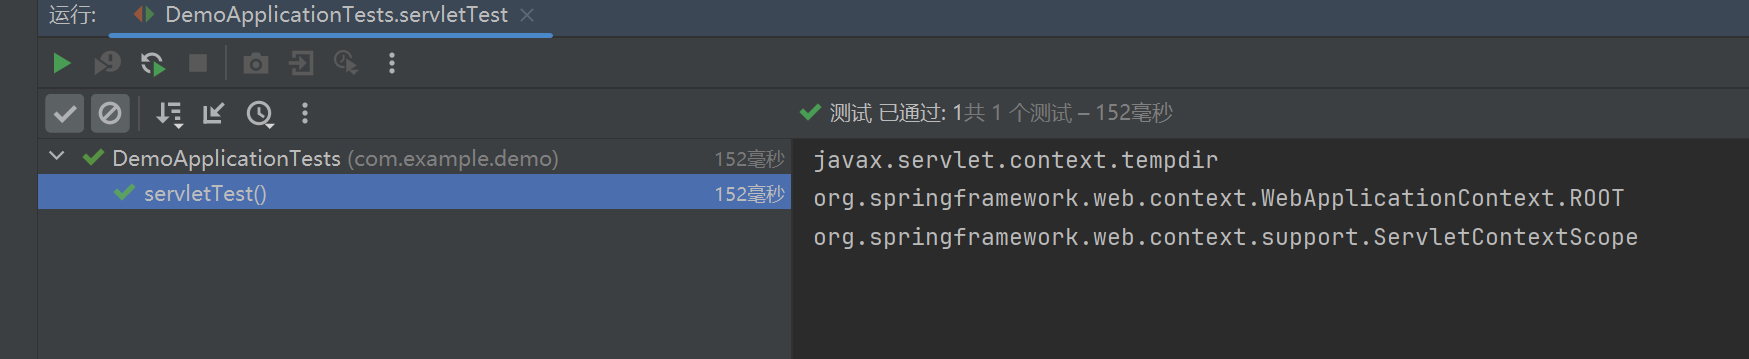 运行: DemoApplicationTests.servletTest
测试 已通过: 1共 1 个测试 – 152毫秒
DemoApplicationTests (com.example.demo) 152毫秒
servletTest() 152毫秒
javax.servlet.context.tempdir
org.springframework.web.context.WebApplicationContext.ROOT
org.springframework.web.context.support.ServletContextScope